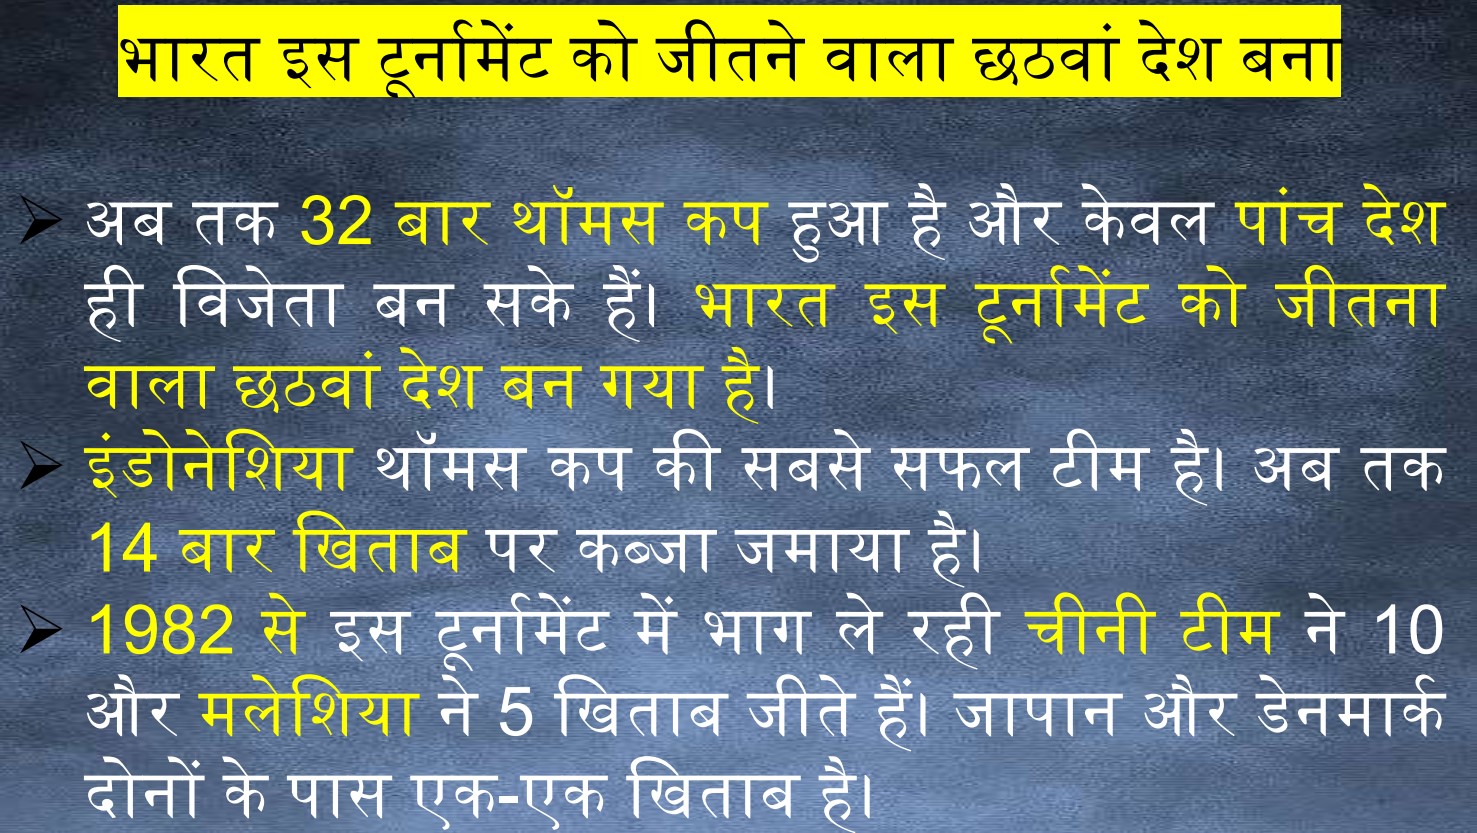 भारत इस टूर्नामेंट को जीतने वाला छठवां देश बना
अब तक 32 बार थॉमस कप हुआ है और केवल पांच देश
ही विजेता बन सके हैं। भारत इस टूर्नामेंट को जीतना
वाला छठवां देश बन गया है।
इंडोनेशिया थॉमस कप की सबसे सफल टीम है। अब तक
14 बार खिताब पर कब्जा जमाया है।
1982 से इस टूर्नामेंट में भाग ले रही चीनी टीम ने 10
और मलेशिया ने 5 खिताब जीते हैं। जापान और डेनमार्क
दोनों के पास एक-एक खिताब है।